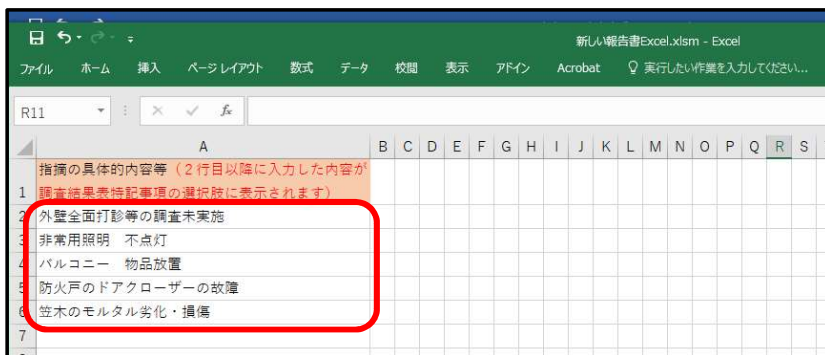 新しい報告書Excel.xlsm - Excel
ファイル ホーム 挿入 ページ レイアウト 数式 データ 校閲 表示 アドイン Acrobat 実行したい作業を入力してください...
R11 fx
A B C D E F G H I J K L M N O P Q R S
指摘の具体的内容等（２行目以降に入力した内容が
1 調査結果表特記事項の選択肢に表示されます）
2 外壁全面打診等の調査未実施
3 非常用照明　不点灯
4 バルコニー　物品放置
5 防火戸のドアクローザーの故障
6 笠木のモルタル劣化・損傷
7